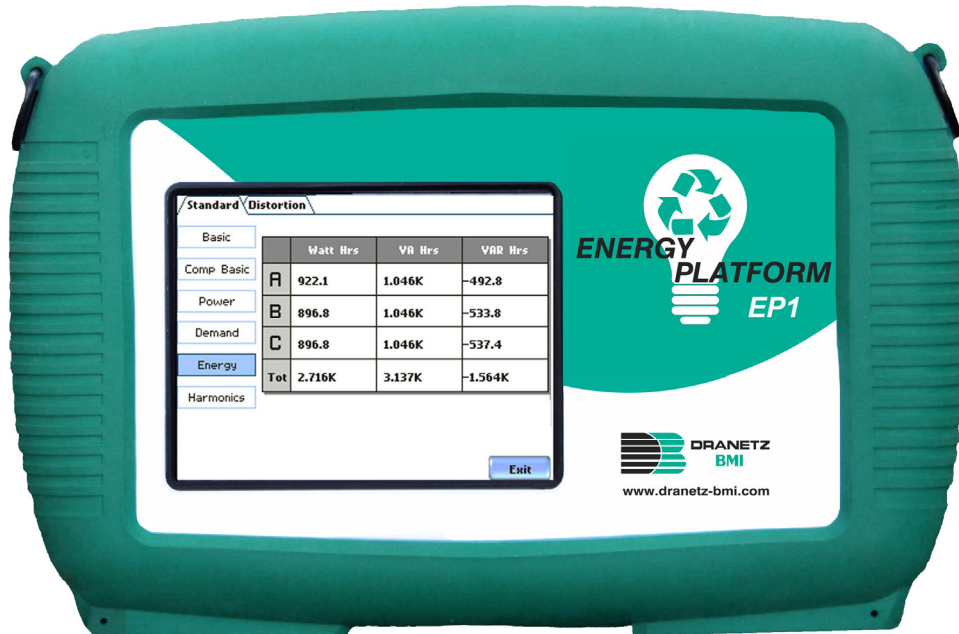 Standard Distortion
Basic
Comp Basic
Power
Demand
Energy
Harmonics
Watt Hrs VA Hrs VAR Hrs
A 922.1 1.046K -492.8
B 896.8 1.046K -533.8
C 896.8 1.046K -537.4
Tot 2.716K 3.137K -1.564K
Exit
ENERGY
PLATFORM
EP1
DRANETZ
BMI
www.dranetz-bmi.com